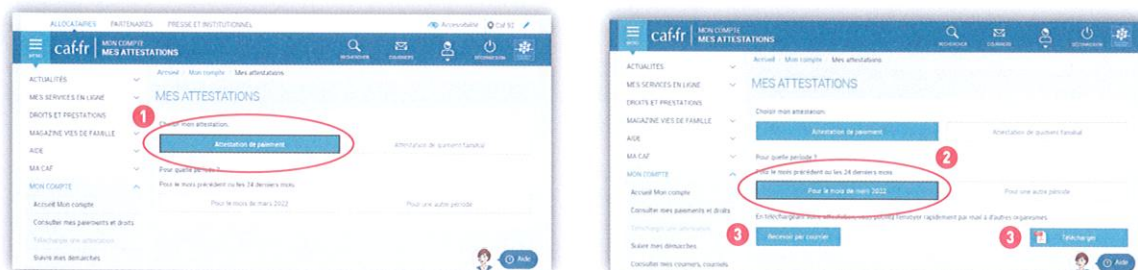 ALLOCATAIRES PARTENAIRES PRESSE ET INSTITUTIONNEL
Accessibilité Caf 92
MENU
caf.fr MON COMPTE
MES ATTESTATIONS
RECHERCHER COURRIERS DÉCONNEXION
ACTUALITÉS
MES SERVICES EN LIGNE
DROITS ET PRESTATIONS
MAGAZINE VIES DE FAMILLE
AIDE
MA CAF
MON COMPTE
Accueil Mon compte
Consulter mes paiements et droits
Télécharger une attestation
Suivre mes démarches
Accueil Mon compte Mes attestations
MES ATTESTATIONS
1
Choisir mon attestation:
Attestation de paiement
Attestation de quotient familial
Pour quelle période ?
Pour le mois précédent ou les 24 derniers mois
Pour le mois de mars 2022
Pour une autre période
Aide
MENU
caf.fr MON COMPTE
MES ATTESTATIONS
RECHERCHER COURRIERS DÉCONNEXION
ACTUALITÉS
MES SERVICES EN LIGNE
DROITS ET PRESTATIONS
MAGAZINE VIES DE FAMILLE
AIDE
MA CAF
MON COMPTE
Accueil Mon compte
Consulter mes paiements et droits
Télécharger une attestation
Suivre mes démarches
Consulter mes courriers, courriels
Accueil Mon compte Mes attestations
MES ATTESTATIONS
Choisir mon attestation:
Attestation de paiement
Attestation de quotient familial
2
Pour quelle période ?
Pour le mois précédent ou les 24 derniers mois
Pour le mois de mars 2022
Pour une autre période
En téléchargeant votre attestation, vous pouvez l'envoyer rapidement par mail à d'autres organismes.
3
Recevoir par courrier
3
Télécharger
Aide